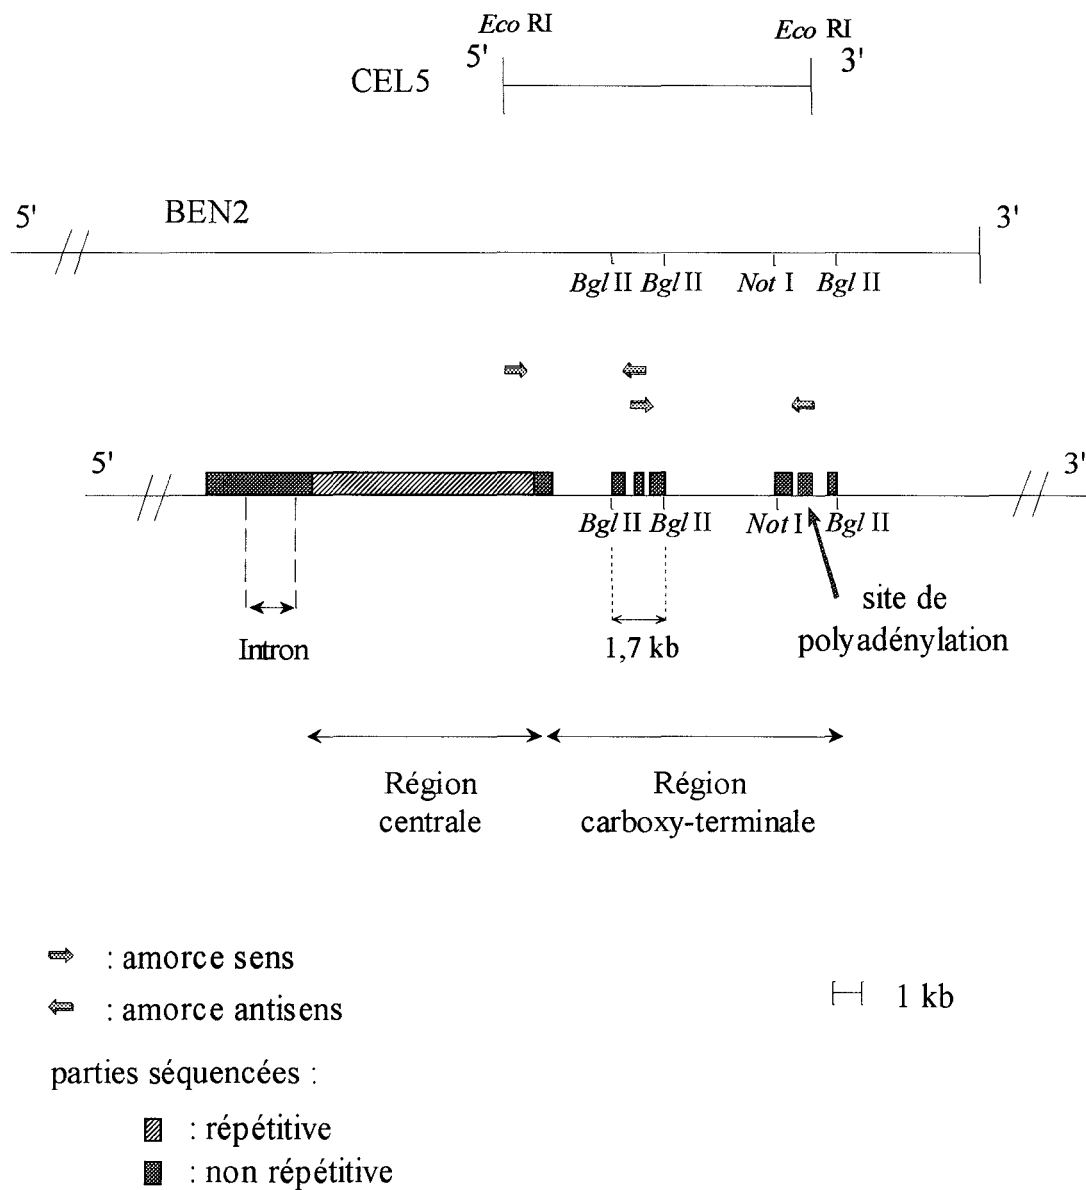 Eco RI
Eco RI
5'
3'
CEL5
5'
BEN2
3'
Bgl II
Bgl II
Not I
Bgl II
5'
3'
Bgl II
Bgl II
Not I
Bgl II
Intron
1,7 kb
site de
polyadénylation
Région
centrale
Région
carboxy-terminale
: amorce sens
: amorce antisens
1 kb
parties séquencées :
: répétitive
: non répétitive